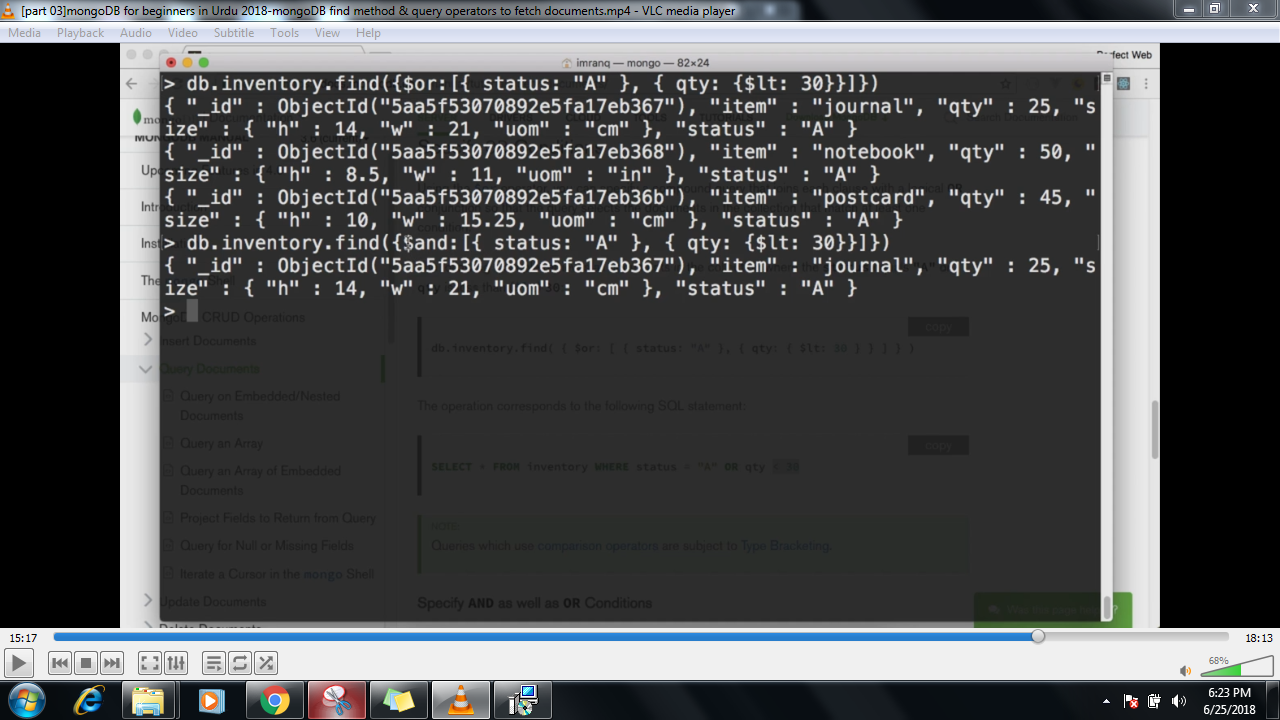 [part 03]mongoDB for beginners in Urdu 2018-mongoDB find method & query operators to fetch documents.mp4 - VLC media player
Media Playback Audio Video Subtitle Tools View Help
Perfect Web
imranq — mongo — 82×24
> db.inventory.find({$or:[{ status: "A" }, { qty: {$lt: 30}}]})
{ "_id" : ObjectId("5aa5f53070892e5fa17eb367"), "item" : "journal", "qty" : 25, "s
ize" : { "h" : 14, "w" : 21, "uom" : "cm" }, "status" : "A" }
{ "_id" : ObjectId("5aa5f53070892e5fa17eb368"), "item" : "notebook", "qty" : 50, "
size" : { "h" : 8.5, "w" : 11, "uom" : "in" }, "status" : "A" }
{ "_id" : ObjectId("5aa5f53070892e5fa17eb36b"), "item" : "postcard", "qty" : 45, "
size" : { "h" : 10, "w" : 15.25, "uom" : "cm" }, "status" : "A" }
> db.inventory.find({$and:[{ status: "A" }, { qty: {$lt: 30}}]})
{ "_id" : ObjectId("5aa5f53070892e5fa17eb367"), "item" : "journal", "qty" : 25, "s
ize" : { "h" : 14, "w" : 21, "uom" : "cm" }, "status" : "A" }
>
MongoDB CRUD Operations
Insert Documents
Query Documents
Query on Embedded/Nested
Documents
Query an Array
Query an Array of Embedded
Documents
Project Fields to Return from Query
Query for Null or Missing Fields
Iterate a Cursor in the mongo Shell
Update Documents
Delete Documents
copy
db.inventory.find( { $or: [ { status: "A" }, { qty: { $lt: 30 } } ] } )
The operation corresponds to the following SQL statement:
copy
SELECT * FROM inventory WHERE status = "A" OR qty < 30
NOTE:
Queries which use comparison operators are subject to Type Bracketing.
Specify AND as well as OR Conditions
15:17
18:13
68%
6:23 PM
6/25/2018